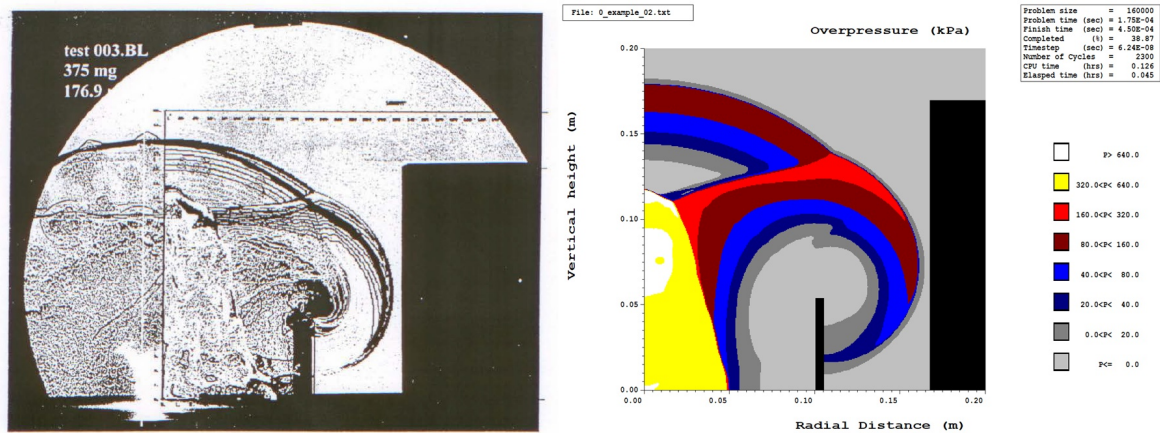 test 003.BL
375 mg
176.9
File: 0_example_02.txt
Overpressure (kPa)
Problem size = 160000
Problem time (sec) = 1.75E-04
Finish time (sec) = 4.50E-04
Completed (%) = 38.87
Timestep (sec) = 6.24E-08
Number of Cycles = 2300
CPU time (hrs) = 0.126
Elasped time (hrs) = 0.045
Vertical height (m)
0.20
0.15
0.10
0.05
0.00
0.00 0.05 0.10 0.15 0.20
Radial Distance (m)
P> 640.0
320.0<P< 640.0
160.0<P< 320.0
80.0<P< 160.0
40.0<P< 80.0
20.0<P< 40.0
0.0<P< 20.0
P<= 0.0